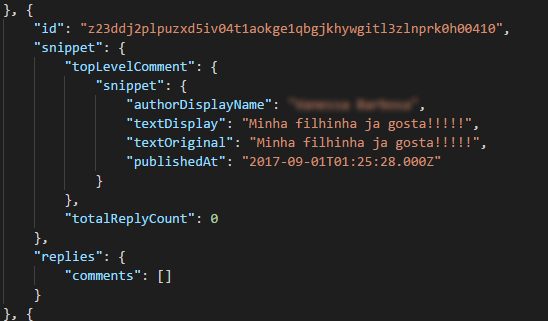 }, {
"id": "z23ddj2plpuzxd5iv04t1aokge1qbgjkhywgitl3zlnprk0h00410",
"snippet": {
"topLevelComment": {
"snippet": {
"authorDisplayName": "
"textDisplay": "Minha filhinha ja gosta!!!!!",
"textOriginal": "Minha filhinha ja gosta!!!!!",
"publishedAt": "2017-09-01T01:25:28.000Z"
}
},
"totalReplyCount": 0
},
"replies": {
"comments": []
}
}, {